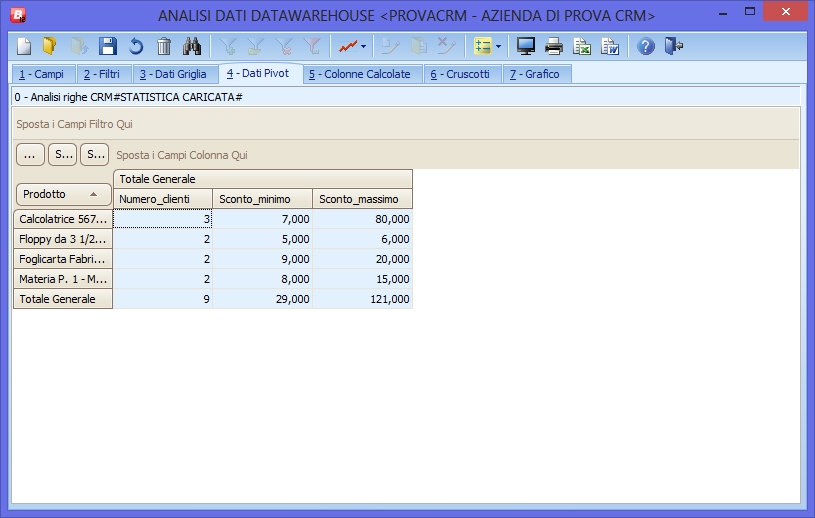 ANALISI DATI DATAWAREHOUSE <PROVACRM - AZIENDA DI PROVA CRM>
1 - Campi 2 - Filtri 3 - Dati Griglia 4 - Dati Pivot 5 - Colonne Calcolate 6 - Cruscotti 7 - Grafico
0 - Analisi righe CRM#STATISTICA CARICATA#
Sposta i Campi Filtro Qui
... S... S... Sposta i Campi Colonna Qui
Totale Generale
Prodotto Numero_clienti Sconto_minimo Sconto_massimo
Calcolatrice 567... 3 7,000 80,000
Floppy da 3 1/2... 2 5,000 6,000
Foglicarta Fabri... 2 9,000 20,000
Materia P. 1 - M... 2 8,000 15,000
Totale Generale 9 29,000 121,000